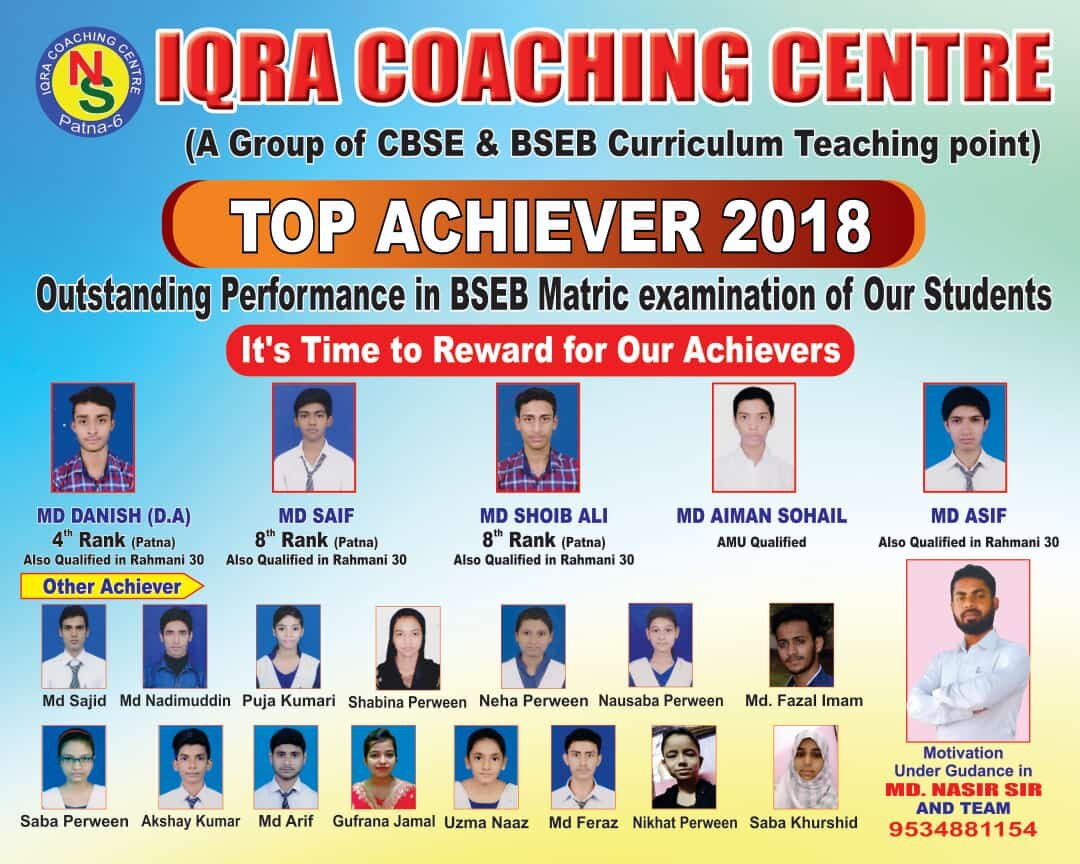 IQRA COACHING CENTRE
NS
Patna-6
IQRA COACHING CENTRE
(A Group of CBSE & BSEB Curriculum Teaching point)
TOP ACHIEVER 2018
Outstanding Performance in BSEB Matric examination of Our Students
It's Time to Reward for Our Achievers
MD DANISH (D.A)
4th Rank (Patna)
Also Qualified in Rahmani 30
MD SAIF
8th Rank (Patna)
Also Qualified in Rahmani 30
MD SHOIB ALI
8th Rank (Patna)
Also Qualified in Rahmani 30
MD AIMAN SOHAIL
AMU Qualified
MD ASIF
Also Qualified in Rahmani 30
Other Achiever
Md Sajid
Md Nadimuddin
Puja Kumari
Shabina Perween
Neha Perween
Nausaba Perween
Md. Fazal Imam
Saba Perween
Akshay Kumar
Md Arif
Gufrana Jamal
Uzma Naaz
Md Feraz
Nikhat Perween
Saba Khurshid
Motivation
Under Gudance in
MD. NASIR SIR
AND TEAM
9534881154